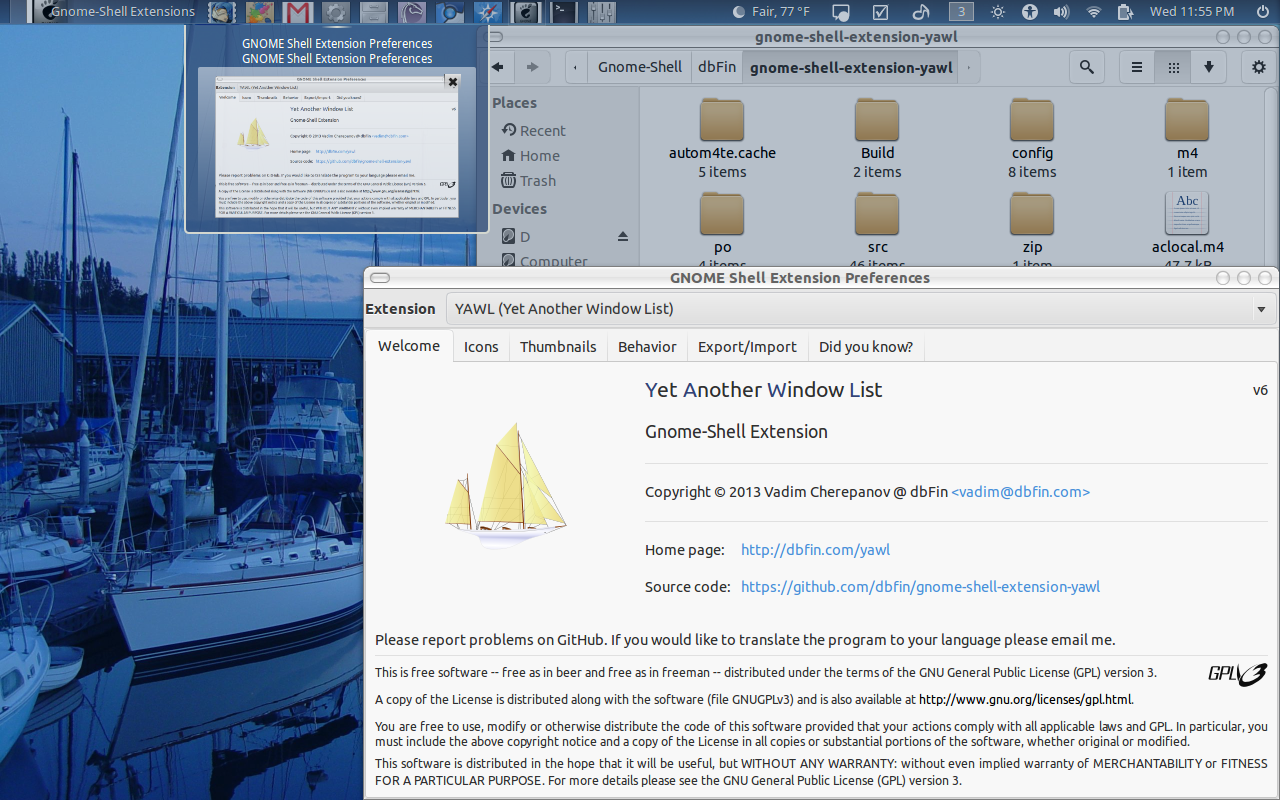 Gnome-Shell Extensions
3
Fair, 77 °F
Wed 11:55 PM
GNOME Shell Extension Preferences
GNOME Shell Extension Preferences
gnome-shell-extension-yawl
Gnome-Shell
dbFin
gnome-shell-extension-yawl
Places
Recent
Home
Trash
Devices
D
Computer
autom4te.cache
5 items
Build
2 items
config
8 items
m4
1 item
po
4 items
src
46 items
zip
1 item
Abc
aclocal.m4
47.7 kB
GNOME Shell Extension Preferences
Extension YAWL (Yet Another Window List)
Welcome Icons Thumbnails Behavior Export/Import Did you know?
Yet Another Window List
v6
Gnome-Shell Extension
Copyright © 2013 Vadim Cherepanov @ dbFin <vadim@dbfin.com>
Home page: http://dbfin.com/yawl
Source code: https://github.com/dbfin/gnome-shell-extension-yawl
Please report problems on GitHub. If you would like to translate the program to your language please email me.
This is free software -- free as in beer and free as in freeman -- distributed under the terms of the GNU General Public License (GPL) version 3.
GPLv3
A copy of the License is distributed along with the software (file GNUGPLv3) and is also available at http://www.gnu.org/licenses/gpl.html.
You are free to use, modify or otherwise distribute the code of this software provided that your actions comply with all applicable laws and GPL. In particular, you
must include the above copyright notice and a copy of the License in all copies or substantial portions of the software, whether original or modified.
This software is distributed in the hope that it will be useful, but WITHOUT ANY WARRANTY: without even implied warranty of MERCHANTABILITY or FITNESS
FOR A PARTICULAR PURPOSE. For more details please see the GNU General Public License (GPL) version 3.